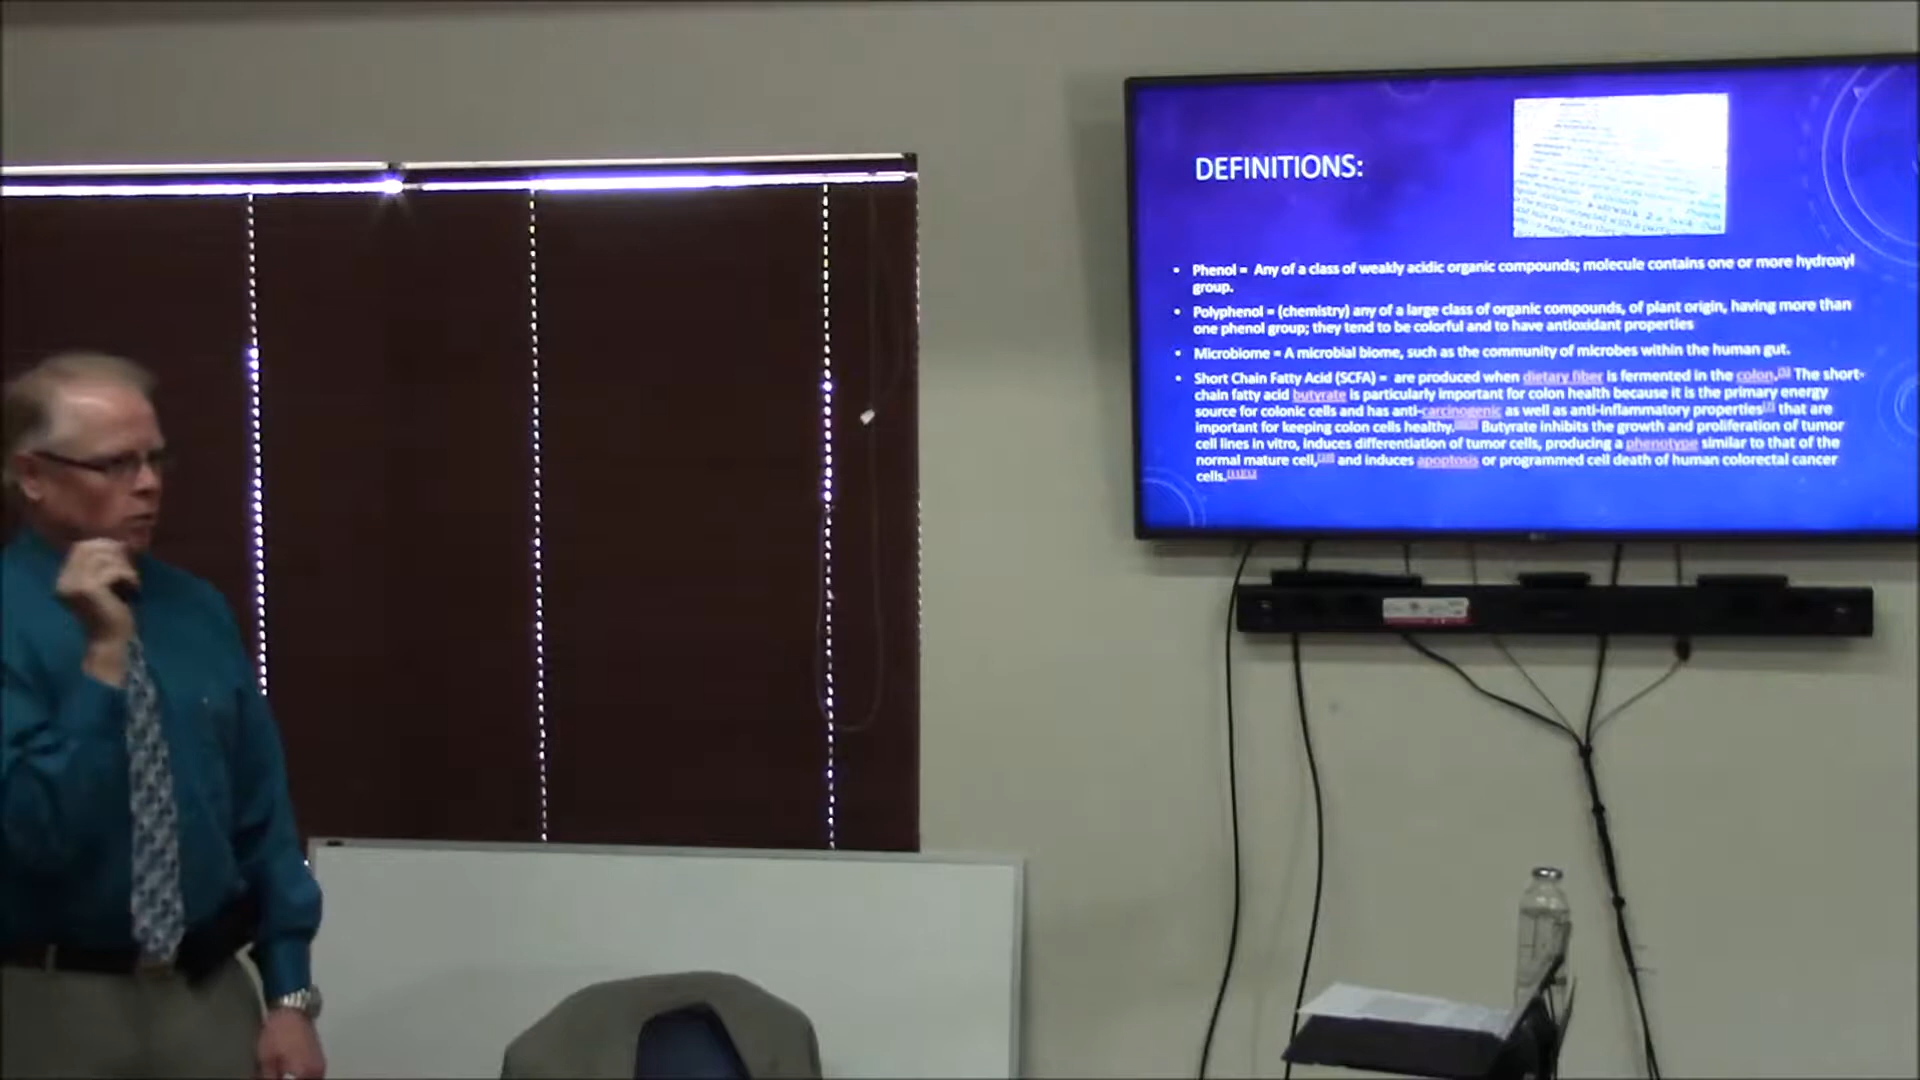 DEFINITIONS:
• Phenol = Any of a class of weakly acidic organic compounds; molecule contains one or more hydroxyl
group.
• Polyphenol = (chemistry) any of a large class of organic compounds, of plant origin, having more than
one phenol group; they tend to be colorful and to have antioxidant properties
• Microbiome = A microbial biome, such as the community of microbes within the human gut.
• Short Chain Fatty Acid (SCFA) = are produced when dietary fiber is fermented in the colon. The short-
chain fatty acid butyrate is particularly important for colon health because it is the primary energy
source for colonic cells and has anti-carcinogenic as well as anti-inflammatory properties that are
important for keeping colon cells healthy. Butyrate inhibits the growth and proliferation of tumor
cell lines in vitro, induces differentiation of tumor cells, producing a phenotype similar to that of the
normal mature cell, and induces apoptosis or programmed cell death of human colorectal cancer
cells.